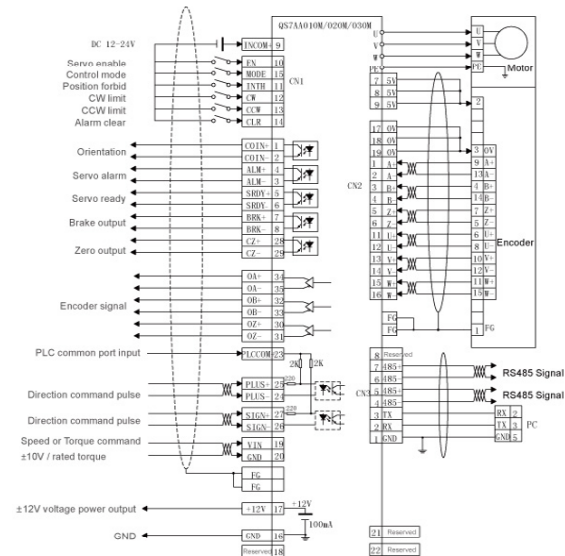 QS7AA010M/020M/030M
DC 12-24V INCOM+ 9
Servo enable EN 10
Control mode MODE 15
Position forbid INTH 11
CW limit CW 12
CCW limit CCW 13
Alarm clear CLR 14
CN1
Orientation COIN+ 1
COIN- 2
Servo alarm ALM+ 4
ALM- 3
Servo ready SRDY+ 5
SRDY- 6
Brake output BRK+ 7
BRK- 8
Zero output CZ+ 28
CZ- 29
Encoder signal OA+ 34
OA- 35
OB+ 32
OB- 33
OZ+ 30
OZ- 31
PLC common port input PLCCOM 23
2K 2K
Direction command pulse PLUS+ 25 220
PLUS- 24
Direction command pulse SIGN+ 27 220
SIGN- 26
Speed or Torque command VIN 19
±10V / rated torque GND 20
FG
FG
±12V voltage power output +12V 17 +12V
100mA
GND GND 16
Reserved 18
U U
V V
W W
PE PE
Motor
7 5V
8 5V
9 5V
2
17 0V
18 0V
19 0V 3 0V
CN2
1 A+ 9 A+
2 A- 13 A-
3 B+ 4 B+
4 B- 14 B-
5 Z+ 7 Z+
6 Z- 5 Z-
11 U+ 6 U+
12 U- 8 U-
13 V+ 10 V+
14 V- 12 V-
15 W+ 11 W+
16 W- 15 W-
Encoder
FG
FG 1 FG
8 Reserved
7 485+
6 485-
RS485 Signal
CN3
5 485+
4 485-
RS485 Signal
3 TX RX 2
2 RX TX 3
1 GND GND 5
PC
21 Reserved
22 Reserved